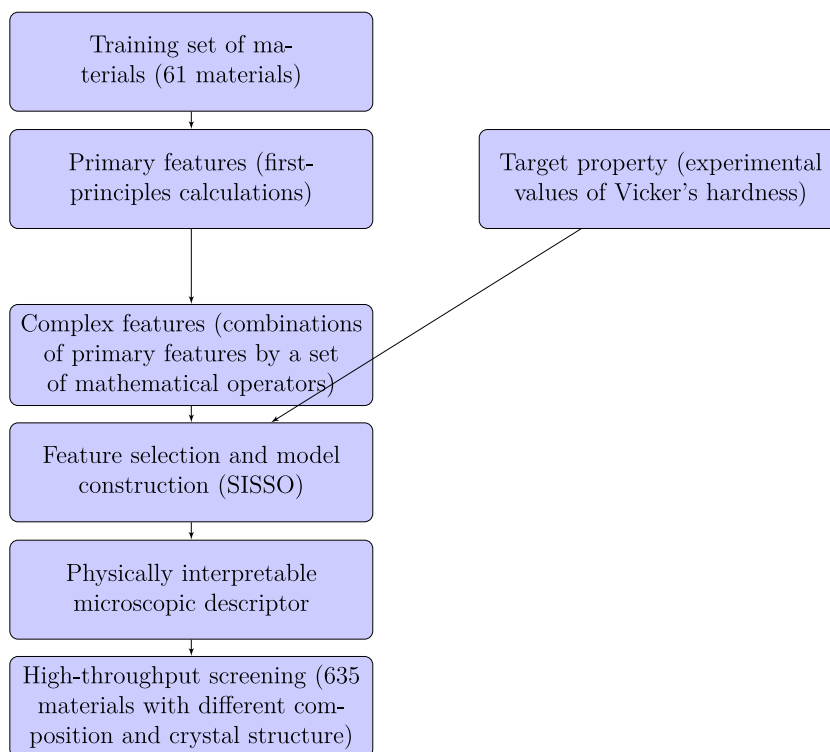 Training set of ma-
terials (61 materials)
Primary features (first-
principles calculations)
Target property (experimental
values of Vicker's hardness)
Complex features (combinations
of primary features by a set
of mathematical operators)
Feature selection and model
construction (SISSO)
Physically interpretable
microscopic descriptor
High-throughput screening (635
materials with different com-
position and crystal structure)